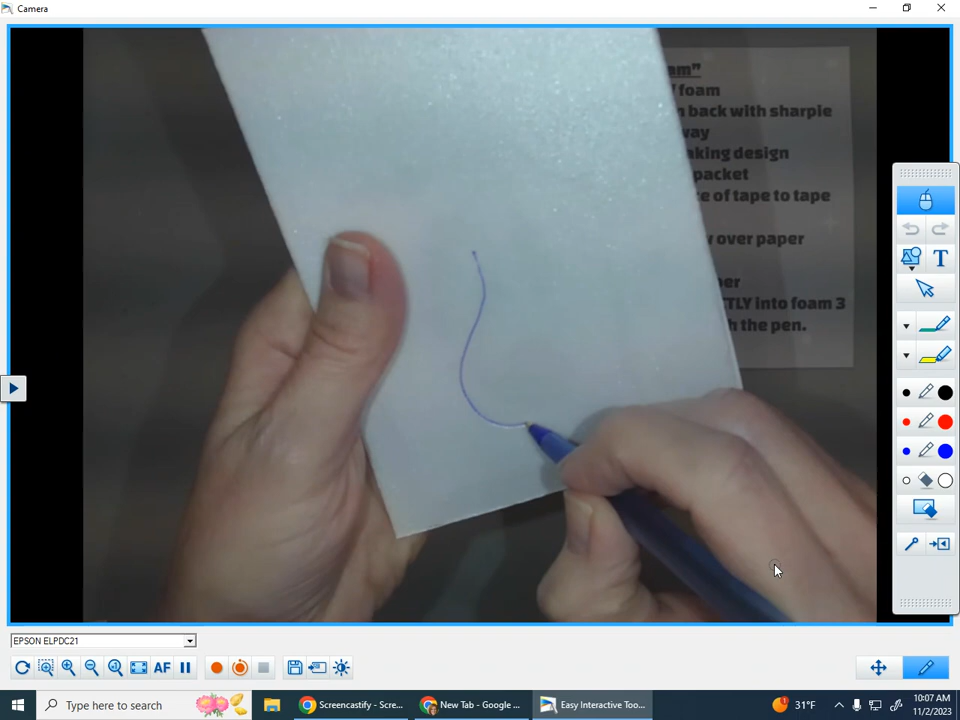 Camera
am"
foam
n back with sharpie
way
aking design
packet
e of tape to tape
over paper
TLY into foam 3
h the pen.
T
EPSON ELPDC21
AF
Type here to search
Screencastify - Scre...
New Tab - Google ...
Easy Interactive Too...
31°F
10:07 AM
11/2/2023